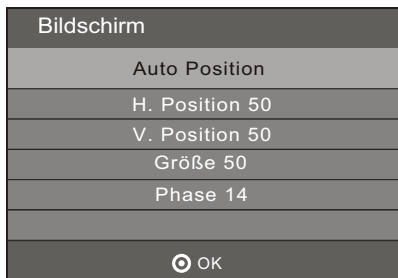 Bildschirm
Auto Position
H. Position 50
V. Position 50
Größe 50
Phase 14
OK